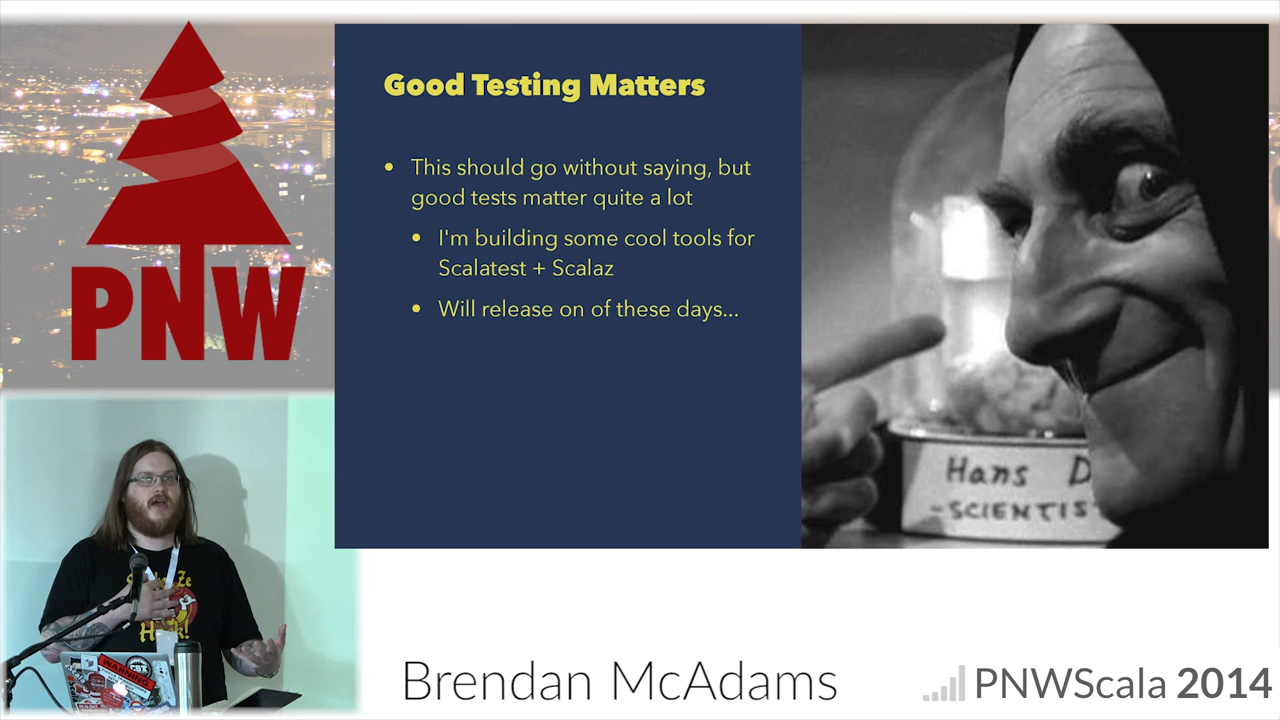 PNW
Good Testing Matters
• This should go without saying, but
good tests matter quite a lot
• I'm building some cool tools for
Scalatest + Scalaz
• Will release on of these days...
Hans D
-SCIENTIS
WARNING
Brendan McAdams
PNWScala 2014